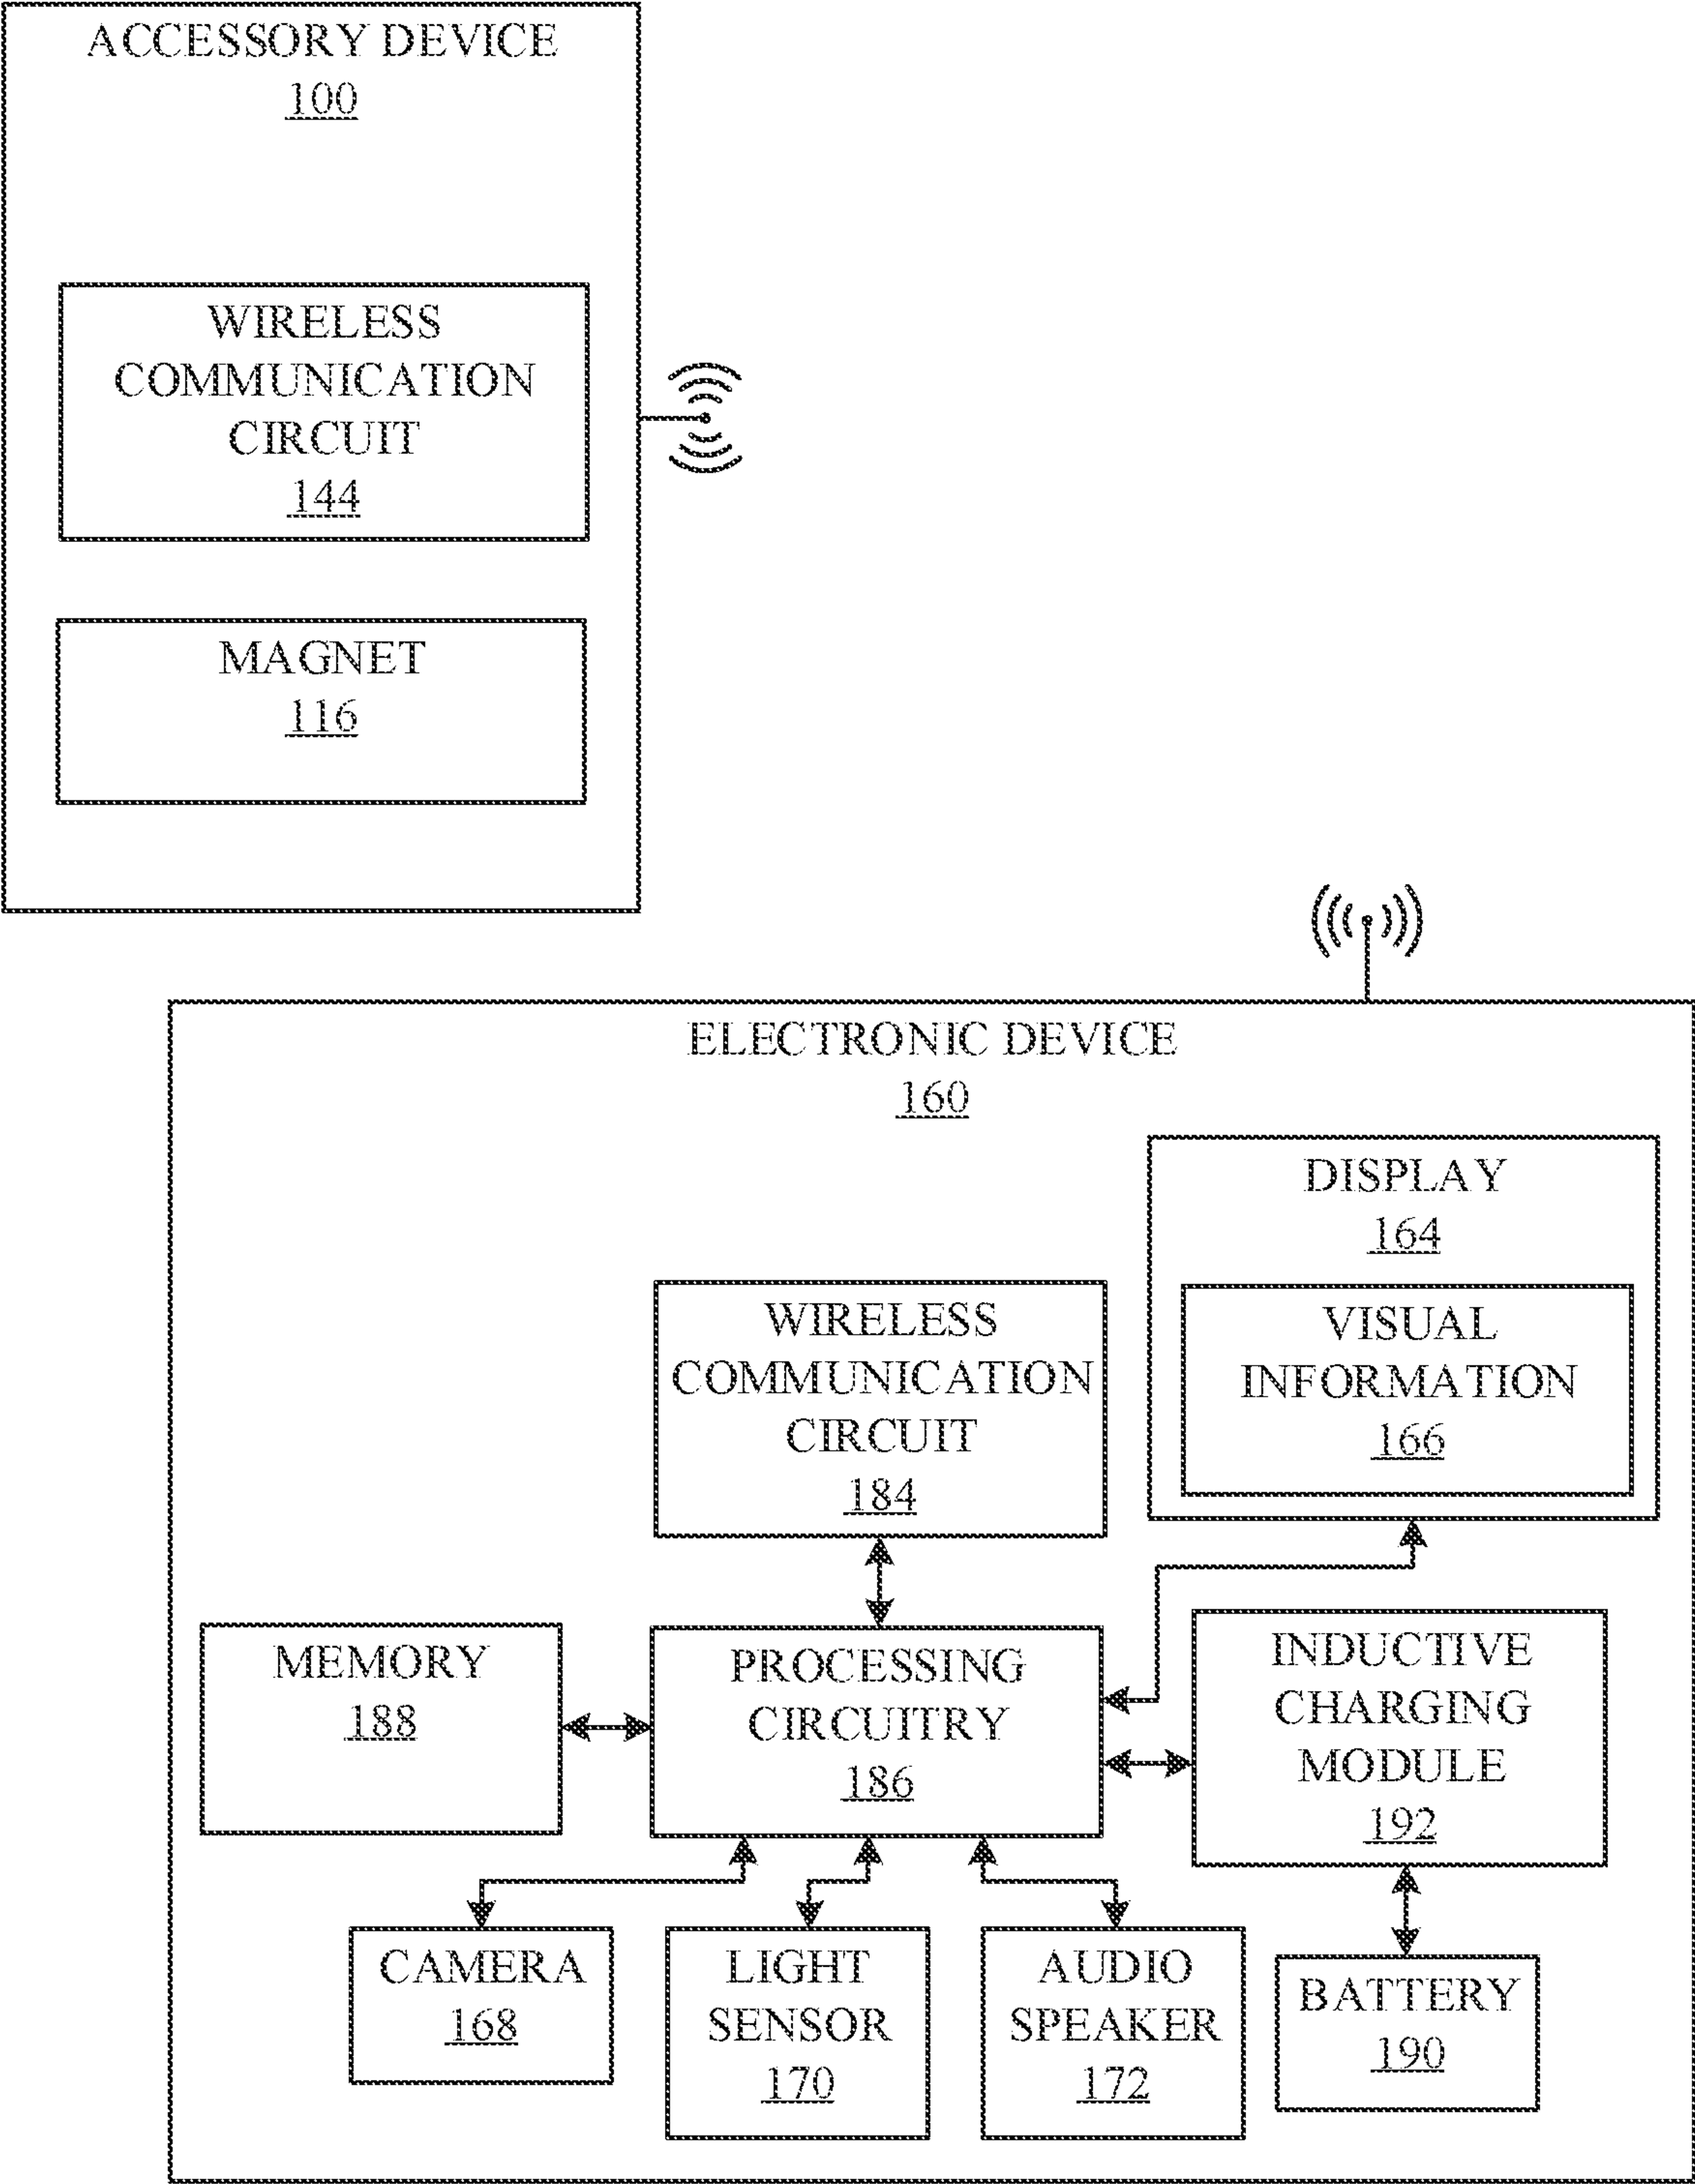 ACCESSORY DEVICE
100
WIRELESS
COMMUNICATION
CIRCUIT
144
MAGNET
116
ELECTRONIC DEVICE
160
DISPLAY
164
VISUAL
INFORMATION
166
WIRELESS
COMMUNICATION
CIRCUIT
184
MEMORY
188
PROCESSING
CIRCUITRY
186
INDUCTIVE
CHARGING
MODULE
192
CAMERA
168
LIGHT
SENSOR
170
AUDIO
SPEAKER
172
BATTERY
190